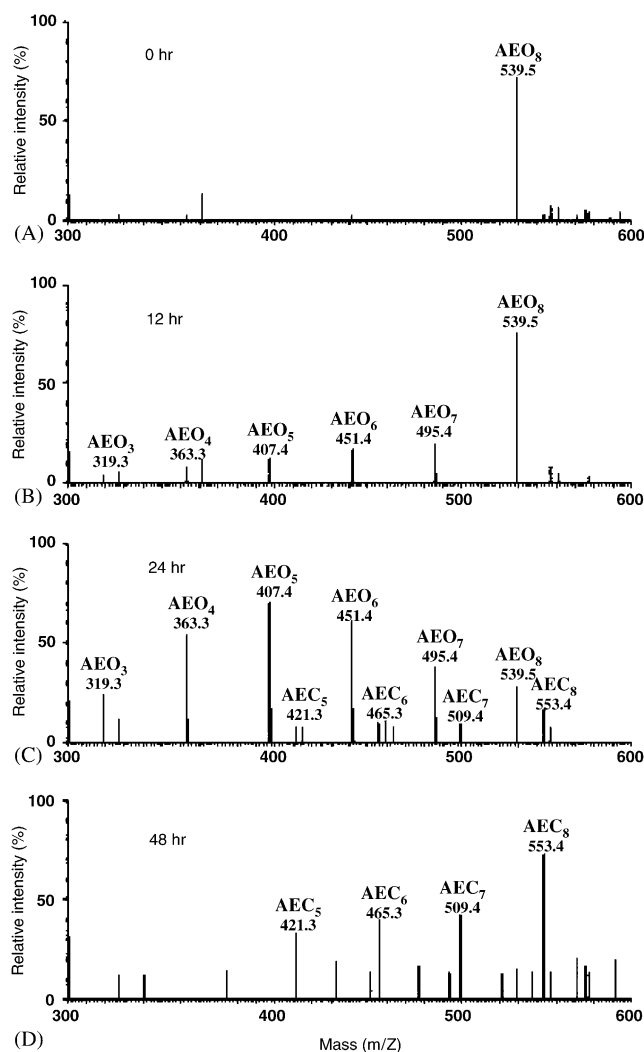 100
0 hr
AEO₈
539.5
Relative intensity (%)
50
0
(A)
300 400 500 600
100
12 hr
AEO₈
539.5
Relative intensity (%)
50
AEO₃
319.3
AEO₄
363.3
AEO₅
407.4
AEO₆
451.4
AEO₇
495.4
0
(B)
300 400 500 600
100
24 hr
AEO₅
407.4
AEO₄
363.3
AEO₆
451.4
Relative intensity (%)
50
AEO₃
319.3
AEO₇
495.4
AEO₈
539.5
AEC₅
421.3
AEC₆
465.3
AEC₇
509.4
AEC₈
553.4
0
(C)
300 400 500 600
100
48 hr
AEC₈
553.4
Relative intensity (%)
50
AEC₅
421.3
AEC₆
465.3
AEC₇
509.4
0
(D)
300 400 500 600
Mass (m/Z)